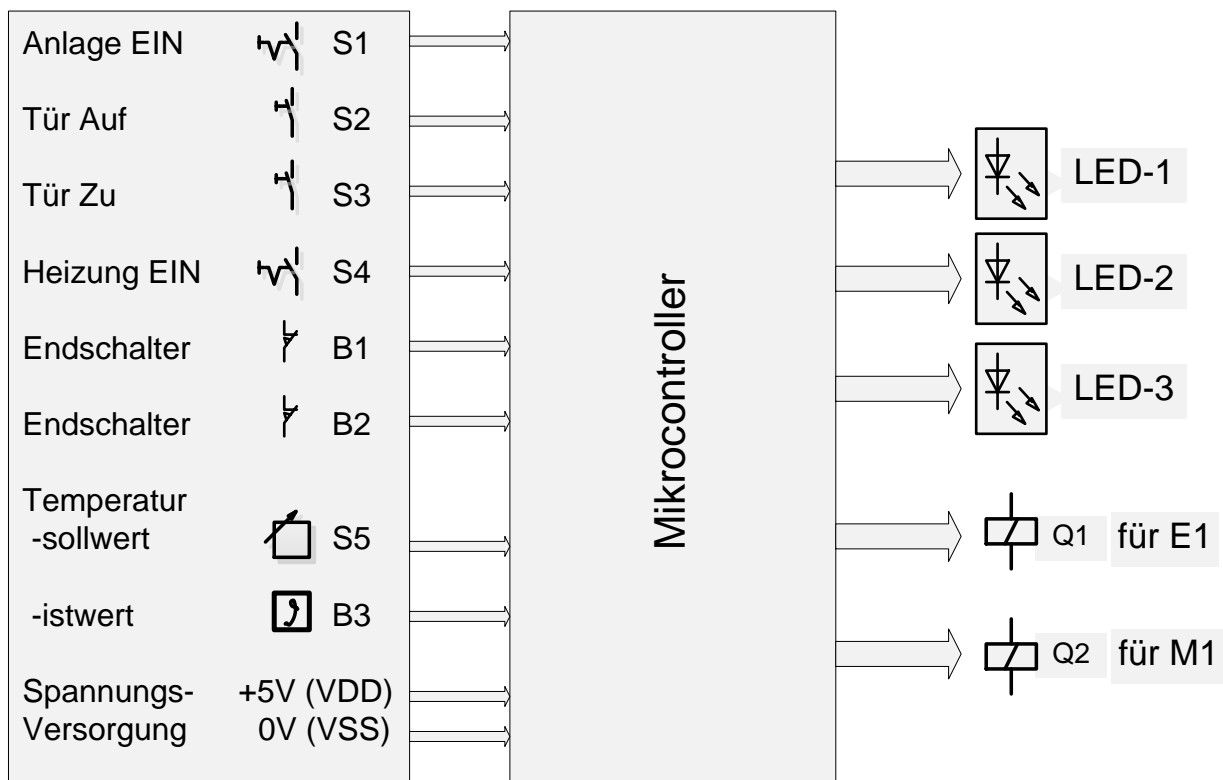 Anlage EIN S1
Tür Auf S2
Tür Zu S3
Heizung EIN S4
Endschalter B1
Endschalter B2
Temperatur
-sollwert S5
-istwert B3
Spannungs- +5V (VDD)
Versorgung 0V (VSS)
Mikrocontroller
LED-1
LED-2
LED-3
Q1 für E1
Q2 für M1